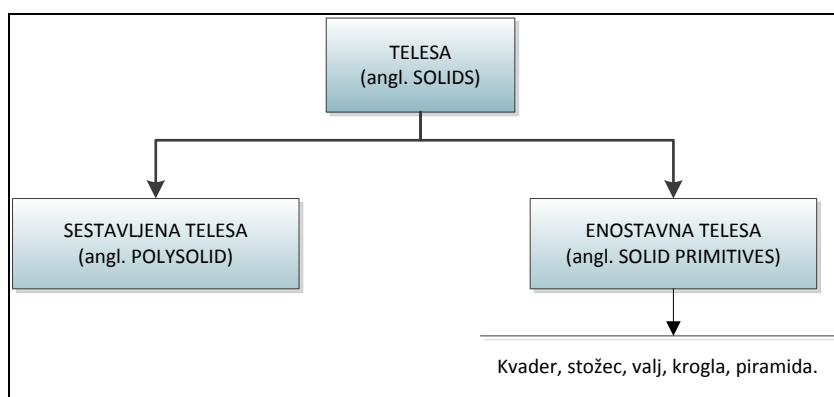 TELESA
(angl. SOLIDS)
SESTAVLJENA TELESA
(angl. POLYSOLID)
ENOSTAVNA TELESA
(angl. SOLID PRIMITIVES)
Kvader, stožec, valj, krogla, piramida.